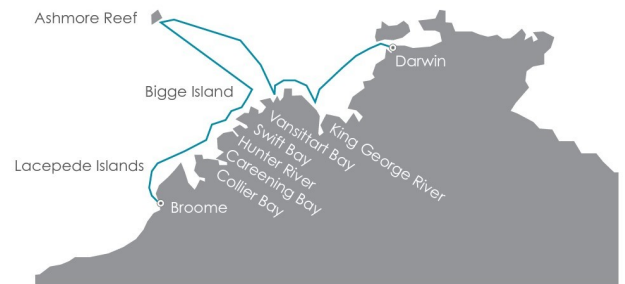 Ashmore Reef
Darwin
Bigge Island
King George River
Vansittart Bay
Swift Bay
Hunter River
Careening Bay
Collier Bay
Lacepede Islands
Broome